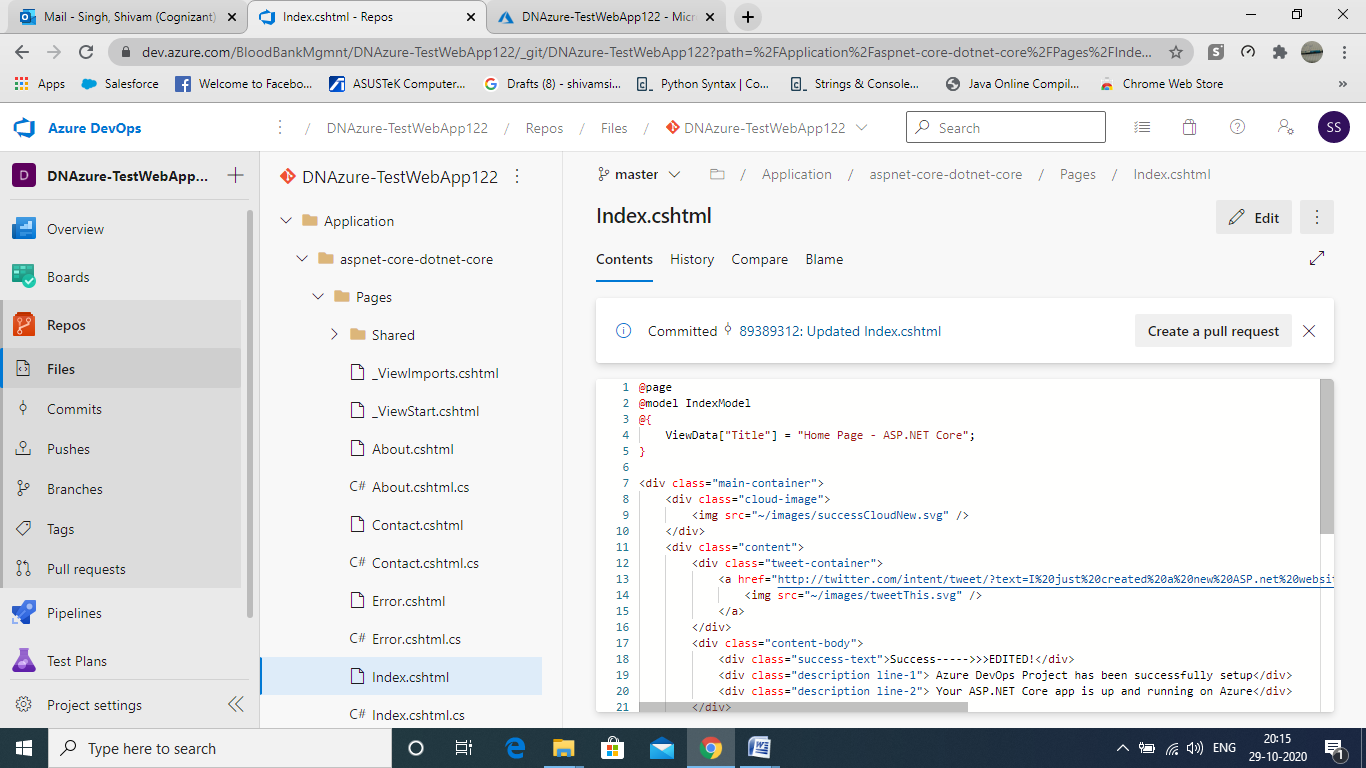 Mail - Singh, Shivam (Cognizant)
Index.cshtml - Repos
DNAzure-TestWebApp122 - Micr
dev.azure.com/BloodBankMgmnt/DNAzure-TestWebApp122/_git/DNAzure-TestWebApp122?path=%2FApplication%2Faspnet-core-dotnet-core%2FPages%2FInde...
Apps
Salesforce
Welcome to Facebo...
ASUSTeK Computer...
Drafts (8) - shivamsi...
Python Syntax | Co...
Strings & Console...
Java Online Compil...
Chrome Web Store
»
Azure DevOps
/ DNAzure-TestWebApp122 / Repos / Files / DNAzure-TestWebApp122
Search
SS
D DNAzure-TestWebApp...
Overview
Boards
Repos
Files
Commits
Pushes
Branches
Tags
Pull requests
Pipelines
Test Plans
Project settings
DNAzure-TestWebApp122
Application
aspnet-core-dotnet-core
Pages
Shared
_ViewImports.cshtml
_ViewStart.cshtml
About.cshtml
C# About.cshtml.cs
Contact.cshtml
C# Contact.cshtml.cs
Error.cshtml
C# Error.cshtml.cs
Index.cshtml
C# Index.cshtml.cs
master / Application / aspnet-core-dotnet-core / Pages / Index.cshtml
Index.cshtml
Edit
Contents History Compare Blame
Committed 89389312: Updated Index.cshtml
Create a pull request
1 @page
2 @model IndexModel
3 @{
4 ViewData["Title"] = "Home Page - ASP.NET Core";
5 }
6
7 <div class="main-container">
8 <div class="cloud-image">
9 <img src="~/images/successCloudNew.svg" />
10 </div>
11 <div class="content">
12 <div class="tweet-container">
13 <a href="http://twitter.com/intent/tweet/?text=I%20just%20created%20a%20new%20ASP.net%20websit
14 <img src="~/images/tweetThis.svg" />
15 </a>
16 </div>
17 <div class="content-body">
18 <div class="success-text">Success----->>>EDITED!</div>
19 <div class="description line-1"> Azure DevOps Project has been successfully setup</div>
20 <div class="description line-2"> Your ASP.NET Core app is up and running on Azure</div>
21 </div>
Type here to search
ENG
20:15
29-10-2020
1